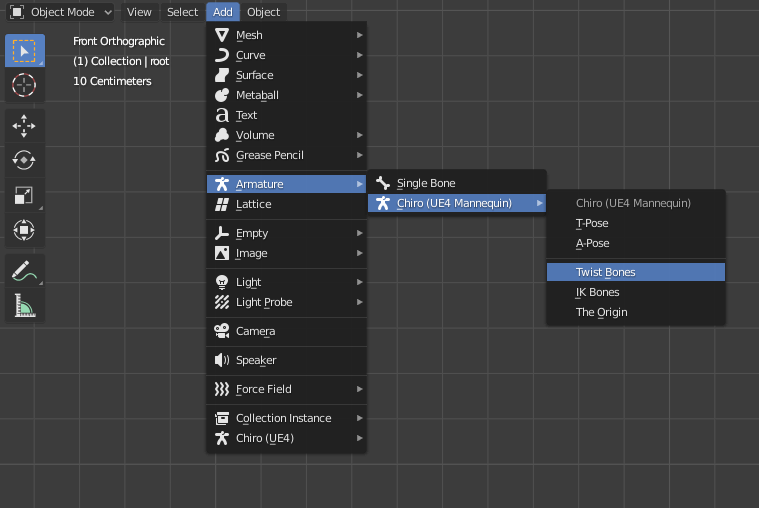 Object Mode View Select Add Object
Front Orthographic
(1) Collection | root
10 Centimeters
Mesh
Curve
Surface
Metaball
Text
Volume
Grease Pencil
Armature
Lattice
Empty
Image
Light
Light Probe
Camera
Speaker
Force Field
Collection Instance
Chiro (UE4)
Single Bone
Chiro (UE4 Mannequin)
Chiro (UE4 Mannequin)
T-Pose
A-Pose
Twist Bones
IK Bones
The Origin